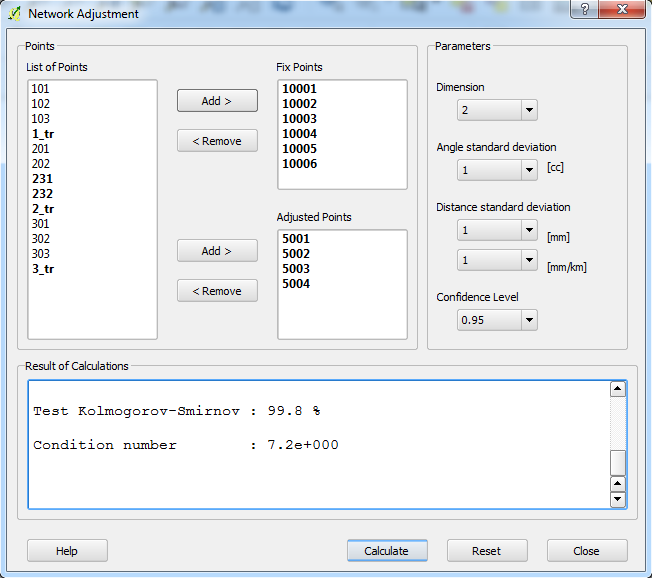 Network Adjustment
?
X
Points
List of Points
101
102
103
1_tr
201
202
231
232
2_tr
301
302
303
3_tr
Add >
< Remove
Fix Points
10001
10002
10003
10004
10005
10006
Add >
< Remove
Adjusted Points
5001
5002
5003
5004
Parameters
Dimension
2
Angle standard deviation
1 [cc]
Distance standard deviation
1 [mm]
1 [mm/km]
Confidence Level
0.95
Result of Calculations
Test Kolmogorov-Smirnov : 99.8 %
Condition number : 7.2e+000
Help
Calculate
Reset
Close